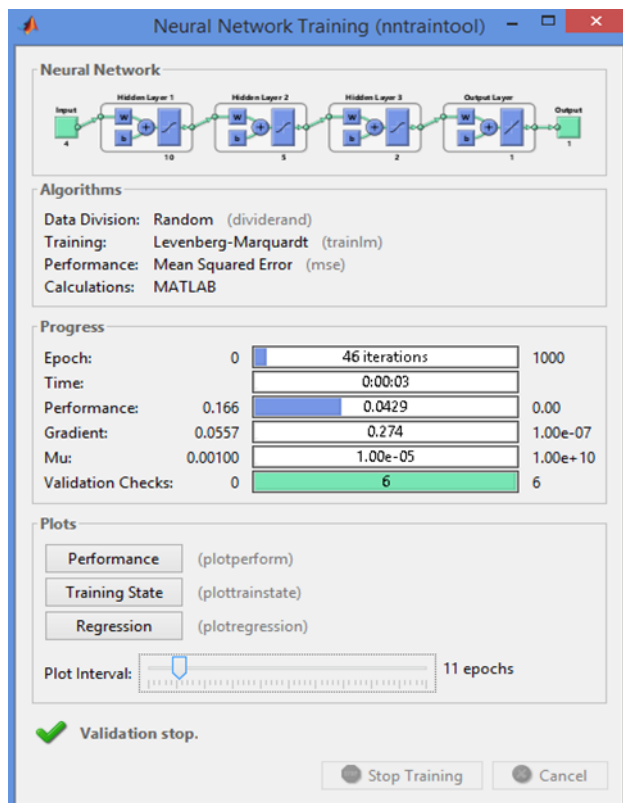 Neural Network Training (nntraintool)
Neural Network
Hidden Layer 1 Hidden Layer 2 Hidden Layer 3 Output Layer
Input Output
W W W W
b b b b
4 10 5 2 1 1
Algorithms
Data Division: Random (dividerand)
Training: Levenberg-Marquardt (trainlm)
Performance: Mean Squared Error (mse)
Calculations: MATLAB
Progress
Epoch: 0 46 iterations 1000
Time: 0:00:03
Performance: 0.166 0.0429 0.00
Gradient: 0.0557 0.274 1.00e-07
Mu: 0.00100 1.00e-05 1.00e+10
Validation Checks: 0 6 6
Plots
Performance (plotperform)
Training State (plottrainstate)
Regression (plotregression)
Plot Interval: 11 epochs
Validation stop.
Stop Training Cancel